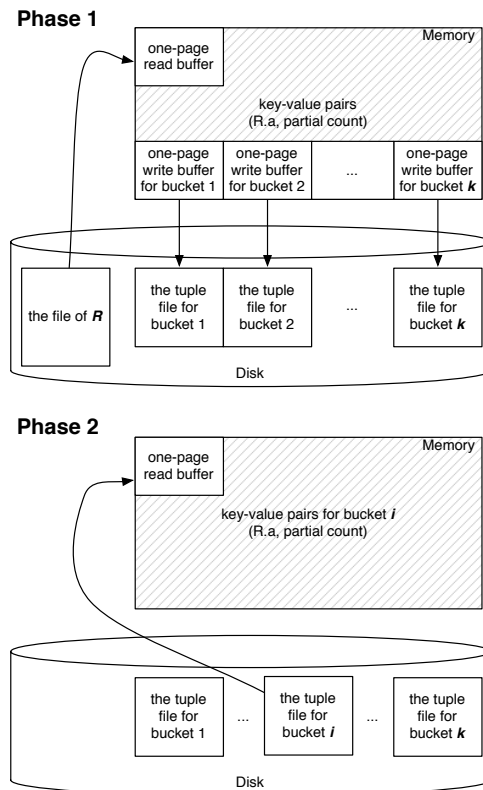 Phase 1
Memory
one-page
read buffer
key-value pairs
(R.a, partial count)
one-page
write buffer
for bucket 1
one-page
write buffer
for bucket 2
...
one-page
write buffer
for bucket k
the file of R
the tuple
file for
bucket 1
the tuple
file for
bucket 2
...
the tuple
file for
bucket k
Disk
Phase 2
Memory
one-page
read buffer
key-value pairs for bucket i
(R.a, partial count)
the tuple
file for
bucket 1
...
the tuple
file for
bucket i
...
the tuple
file for
bucket k
Disk